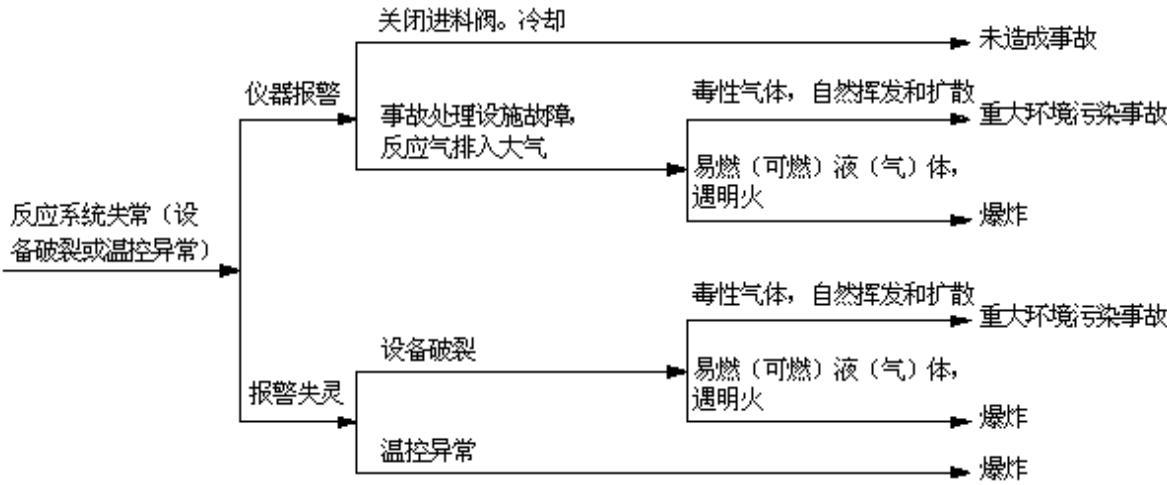 关闭进料阀。冷却
未造成事故
仪器报警
毒性气体，自然挥发和扩散
重大环境污染事故
事故处理设施故障，
反应气排入大气
易燃（可燃）液（气）体，
遇明火
爆炸
反应系统失常（设
备破裂或温控异常）
毒性气体，自然挥发和扩散
重大环境污染事故
设备破裂
易燃（可燃）液（气）体，
遇明火
报警失灵
爆炸
温控异常
爆炸